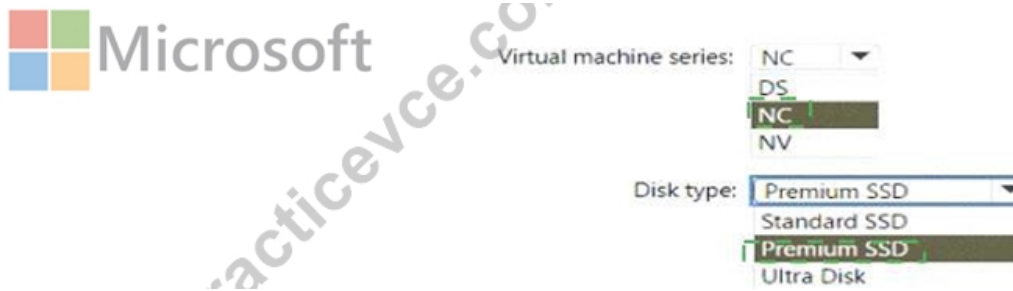 Microsoft
Virtual machine series: NC
DS
NC
NV
Disk type: Premium SSD
Standard SSD
Premium SSD
Ultra Disk